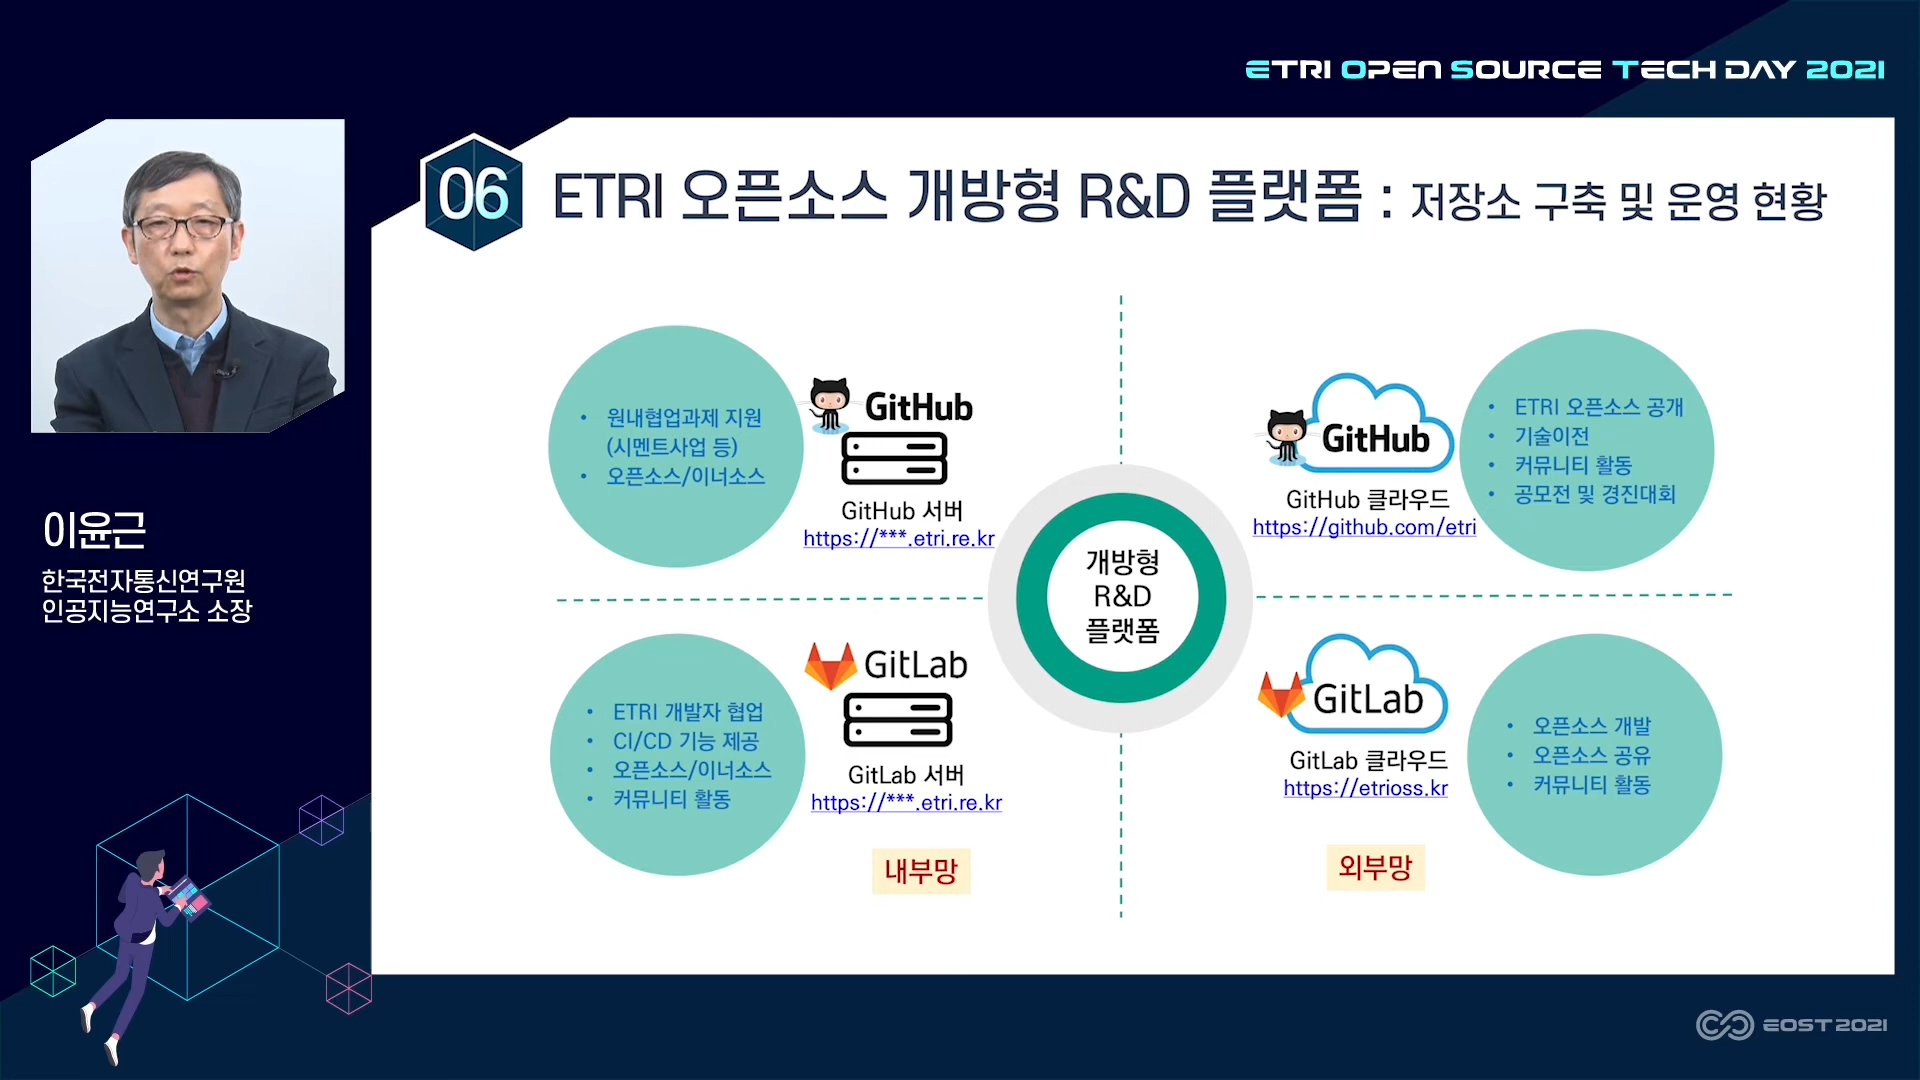 ETRI OPEN SOURCE TECH DAY 2021
06
ETRI 오픈소스 개방형 R&D 플랫폼 : 저장소 구축 및 운영 현황
이윤근
한국전자통신연구원
인공지능연구소 소장
• 원내협업과제 지원
(시멘트사업 등)
• 오픈소스/이너소스
GitHub
GitHub 서버
https://***.etri.re.kr
GitHub
GitHub 클라우드
https://github.com/etri
• ETRI 오픈소스 공개
• 기술이전
• 커뮤니티 활동
• 공모전 및 경진대회
개방형
R&D
플랫폼
• ETRI 개발자 협업
• CI/CD 기능 제공
• 오픈소스/이너소스
• 커뮤니티 활동
GitLab
GitLab 서버
https://***.etri.re.kr
내부망
GitLab
GitLab 클라우드
https://etrioss.kr
외부망
• 오픈소스 개발
• 오픈소스 공유
• 커뮤니티 활동
EOST 2021